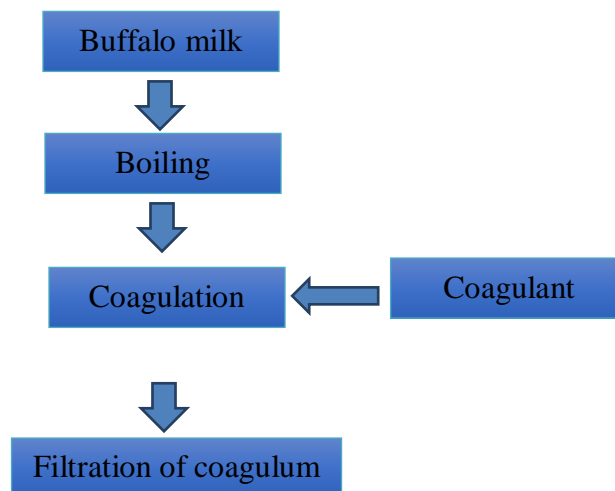 Buffalo milk
Boiling
Coagulation
Coagulant
Filtration of coagulum